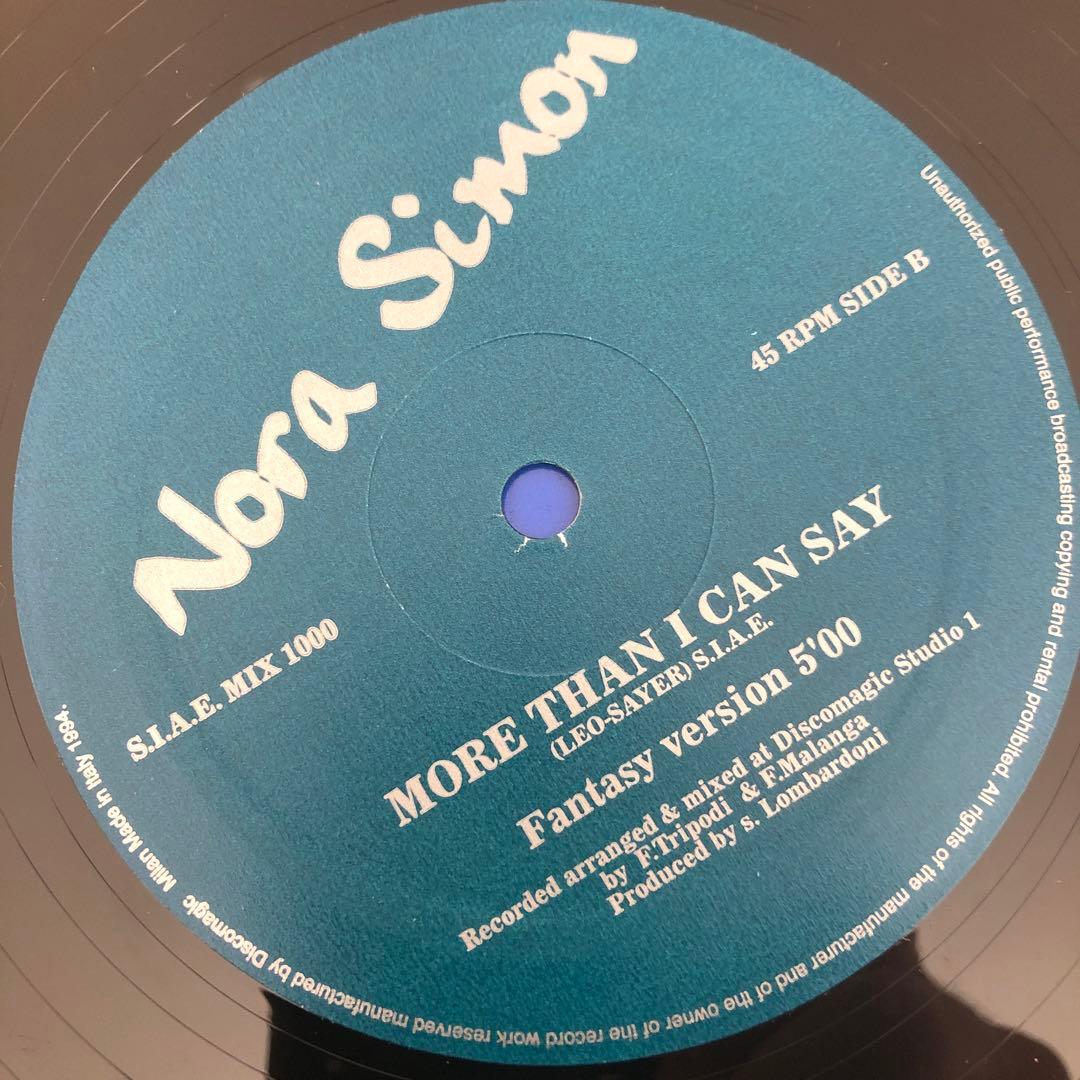 Nora Simon
45 RPM SIDE B
S.I.A.E. MIX 1000
MORE THAN I CAN SAY
(LEO-SAYER) S.I.A.E.
Fantasy version 5'00
Recorded arranged & mixed at Discomagic Studio 1
by F.Tripodi & F.Malanga
Produced by s. Lombardoni
Unauthorized public performance broadcasting copying and rental prohibited. All rights of the manufacturer and of the owner of the record work reserved manufactured by Discomagic Milan Made in Italy 1994.